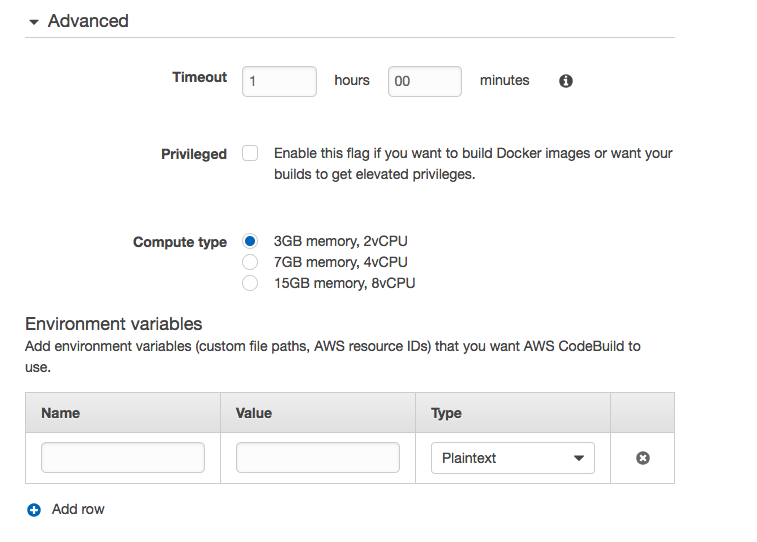 Advanced
Timeout 1 hours 00 minutes
Privileged Enable this flag if you want to build Docker images or want your
builds to get elevated privileges.
Compute type 3GB memory, 2vCPU
7GB memory, 4vCPU
15GB memory, 8vCPU
Environment variables
Add environment variables (custom file paths, AWS resource IDs) that you want AWS CodeBuild to
use.
Name Value Type
Plaintext
Add row